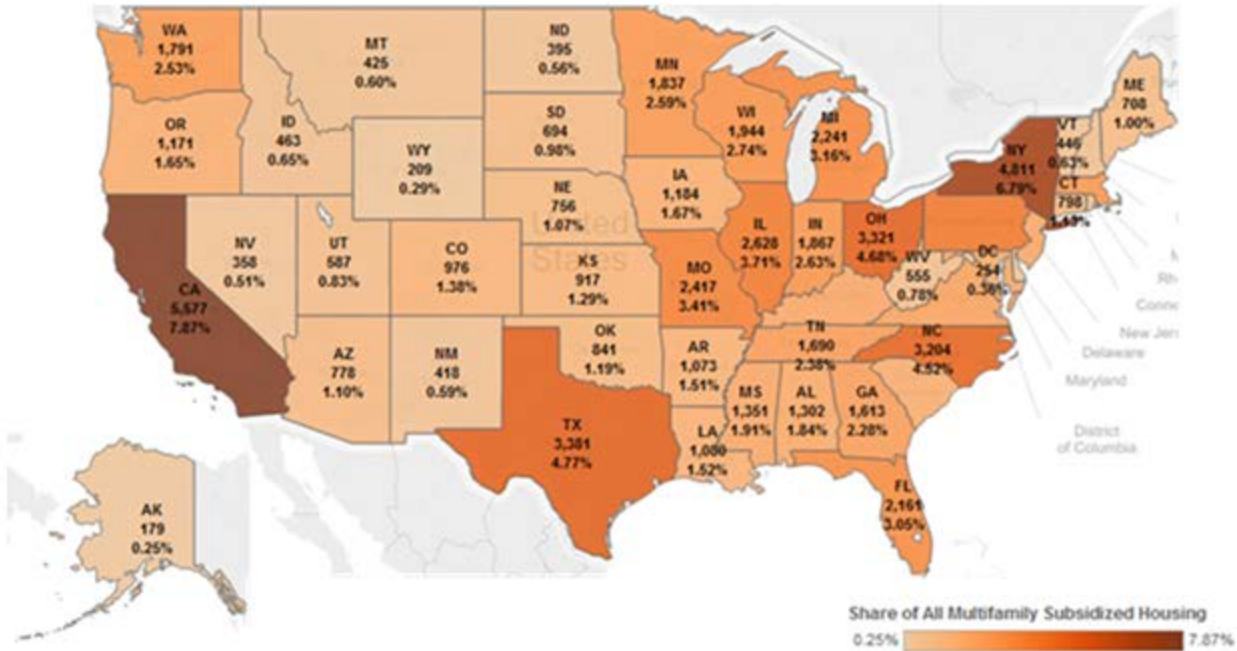 WA
1,791
2.53%
MT
425
0.60%
ND
395
0.56%
MN
1,837
2.59%
ME
708
1.00%
OR
1,171
1.65%
ID
463
0.65%
WY
209
0.29%
SD
694
0.98%
WI
1,944
2.74%
MI
2,241
3.16%
NY
4,811
6.79%
VT
446
0.63%
CT
798
1.13%
NE
756
1.07%
IA
1,184
1.67%
United
States
NV
358
0.51%
UT
587
0.83%
CO
976
1.38%
KS
917
1.29%
MO
2,417
3.41%
IL
2,628
3.71%
IN
1,867
2.63%
OH
3,321
4.68%
WV
555
0.78%
DC
254
0.36%
CA
5,577
7.87%
AZ
778
1.10%
NM
418
0.59%
OK
841
1.19%
AR
1,073
1.51%
TN
1,690
2.38%
NC
3,204
4.52%
TX
3,381
4.77%
LA
1,080
1.52%
MS
1,351
1.91%
AL
1,302
1.84%
GA
1,613
2.28%
FL
2,161
3.05%
AK
179
0.25%
Rh
Conne
New Jer
Delaware
Maryland
District
of Columbia
Share of All Multifamily Subsidized Housing
0.25%
7.87%